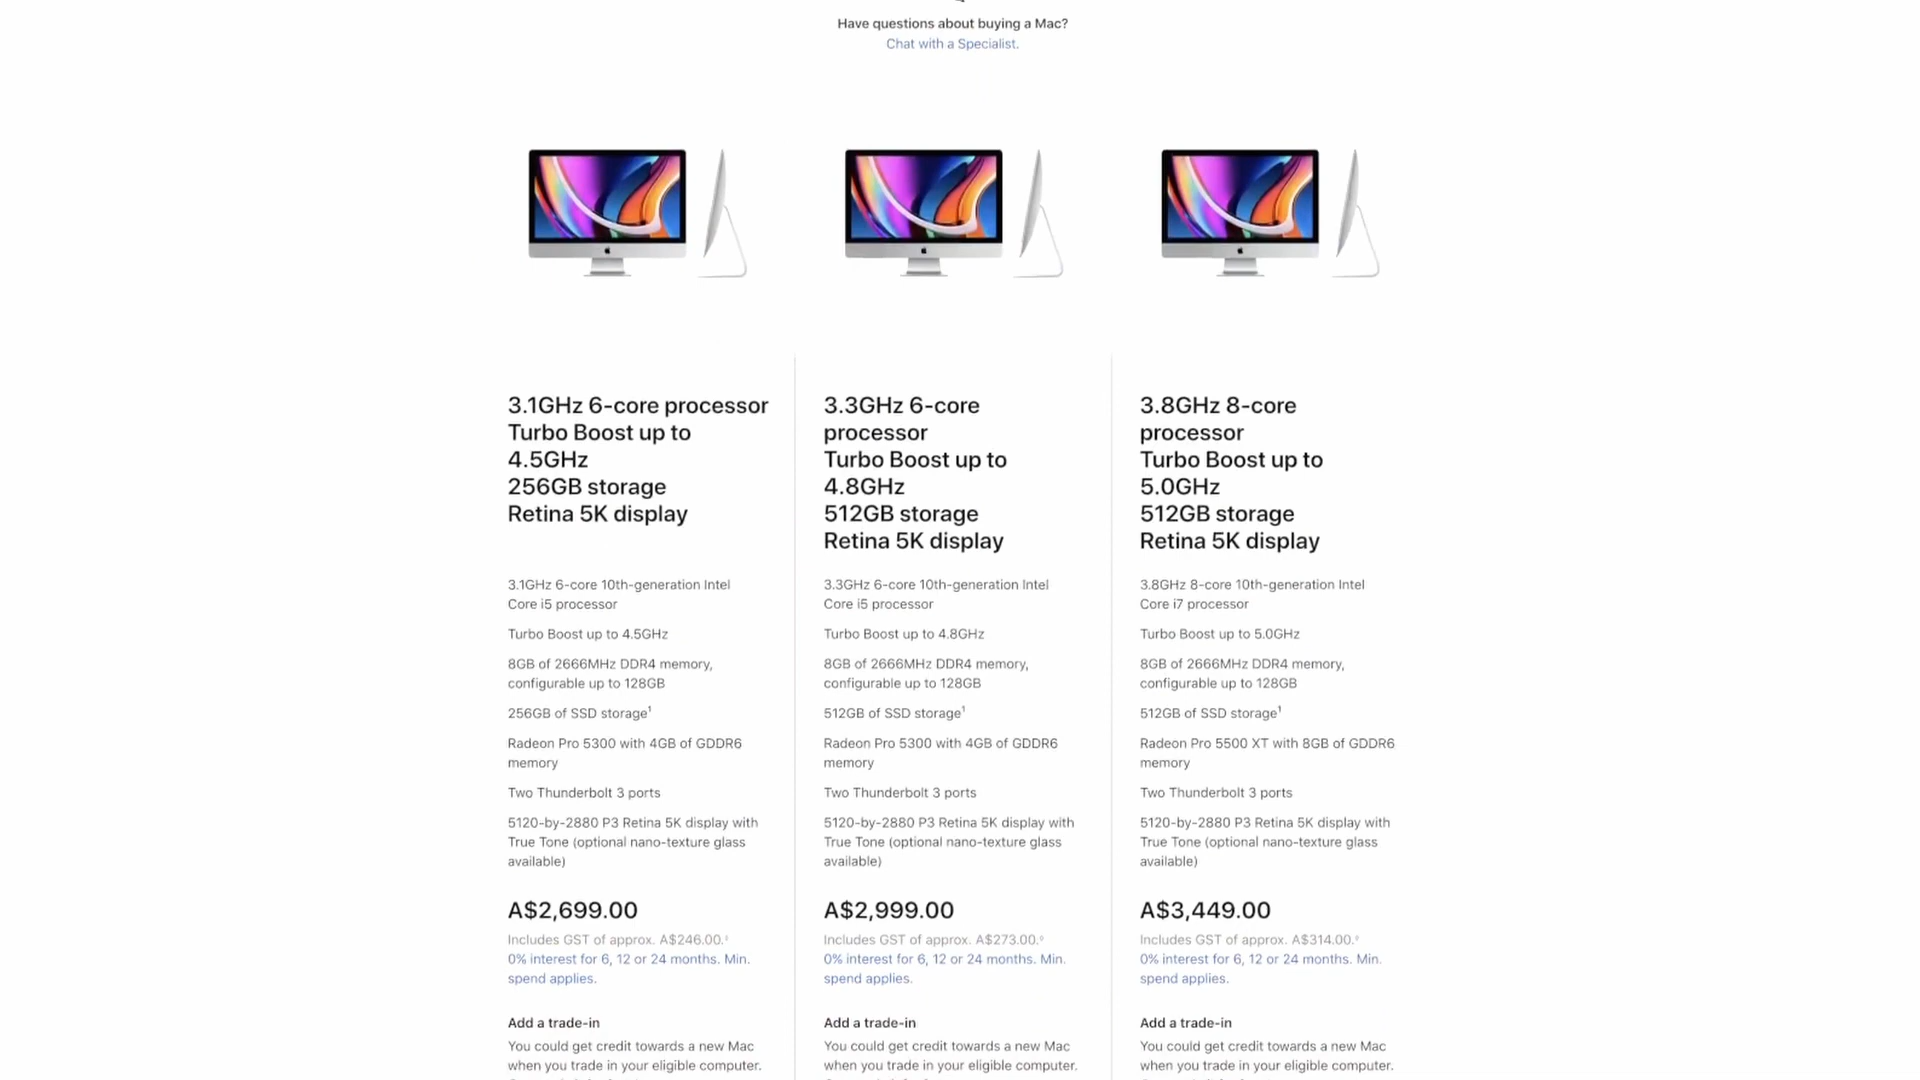 Have questions about buying a Mac?
Chat with a Specialist.
3.1GHz 6-core processor
Turbo Boost up to
4.5GHz
256GB storage
Retina 5K display
3.1GHz 6-core 10th-generation Intel
Core i5 processor
Turbo Boost up to 4.5GHz
8GB of 2666MHz DDR4 memory,
configurable up to 128GB
256GB of SSD storage¹
Radeon Pro 5300 with 4GB of GDDR6
memory
Two Thunderbolt 3 ports
5120-by-2880 P3 Retina 5K display with
True Tone (optional nano-texture glass
available)
A$2,699.00
Includes GST of approx. A$246.00.◊
0% interest for 6, 12 or 24 months. Min.
spend applies.
Add a trade-in
You could get credit towards a new Mac
when you trade in your eligible computer.
3.3GHz 6-core
processor
Turbo Boost up to
4.8GHz
512GB storage
Retina 5K display
3.3GHz 6-core 10th-generation Intel
Core i5 processor
Turbo Boost up to 4.8GHz
8GB of 2666MHz DDR4 memory,
configurable up to 128GB
512GB of SSD storage¹
Radeon Pro 5300 with 4GB of GDDR6
memory
Two Thunderbolt 3 ports
5120-by-2880 P3 Retina 5K display with
True Tone (optional nano-texture glass
available)
A$2,999.00
Includes GST of approx. A$273.00.◊
0% interest for 6, 12 or 24 months. Min.
spend applies.
Add a trade-in
You could get credit towards a new Mac
when you trade in your eligible computer.
3.8GHz 8-core
processor
Turbo Boost up to
5.0GHz
512GB storage
Retina 5K display
3.8GHz 8-core 10th-generation Intel
Core i7 processor
Turbo Boost up to 5.0GHz
8GB of 2666MHz DDR4 memory,
configurable up to 128GB
512GB of SSD storage¹
Radeon Pro 5500 XT with 8GB of GDDR6
memory
Two Thunderbolt 3 ports
5120-by-2880 P3 Retina 5K display with
True Tone (optional nano-texture glass
available)
A$3,449.00
Includes GST of approx. A$314.00.◊
0% interest for 6, 12 or 24 months. Min.
spend applies.
Add a trade-in
You could get credit towards a new Mac
when you trade in your eligible computer.